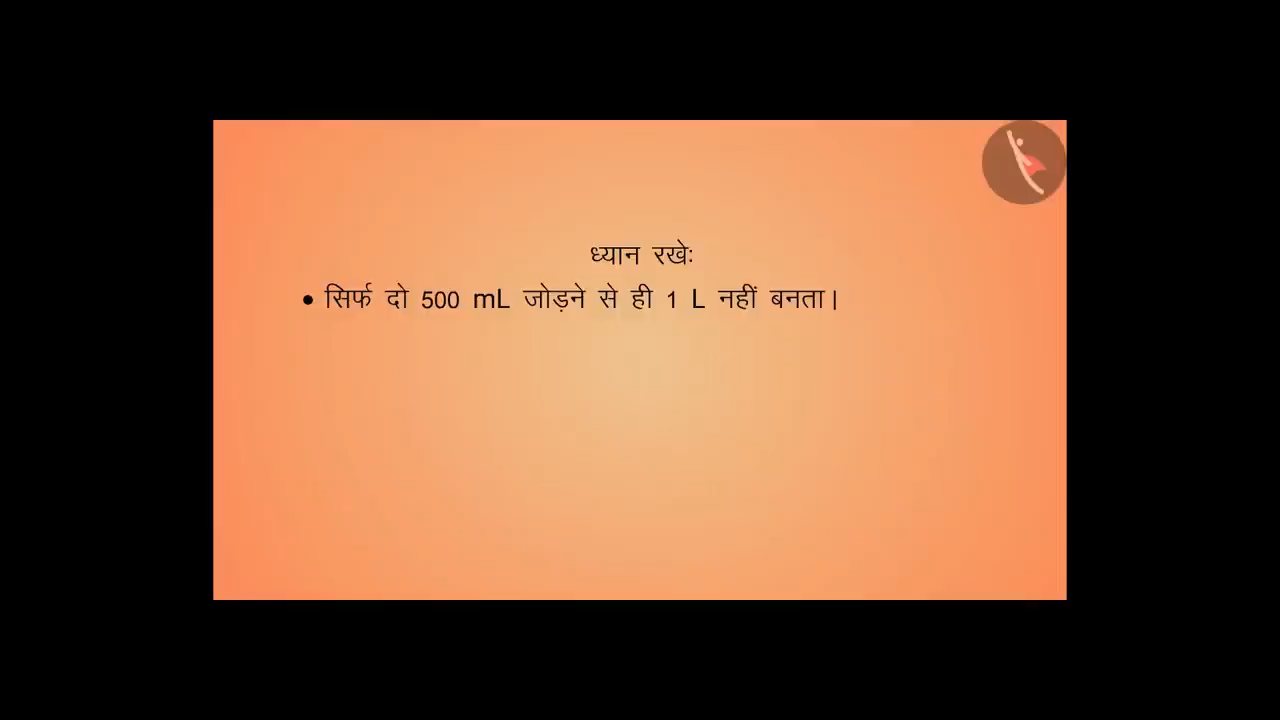 ध्यान रखेः
• सिर्फ दो 500 mL जोड़ने से ही 1 L नहीं बनता।